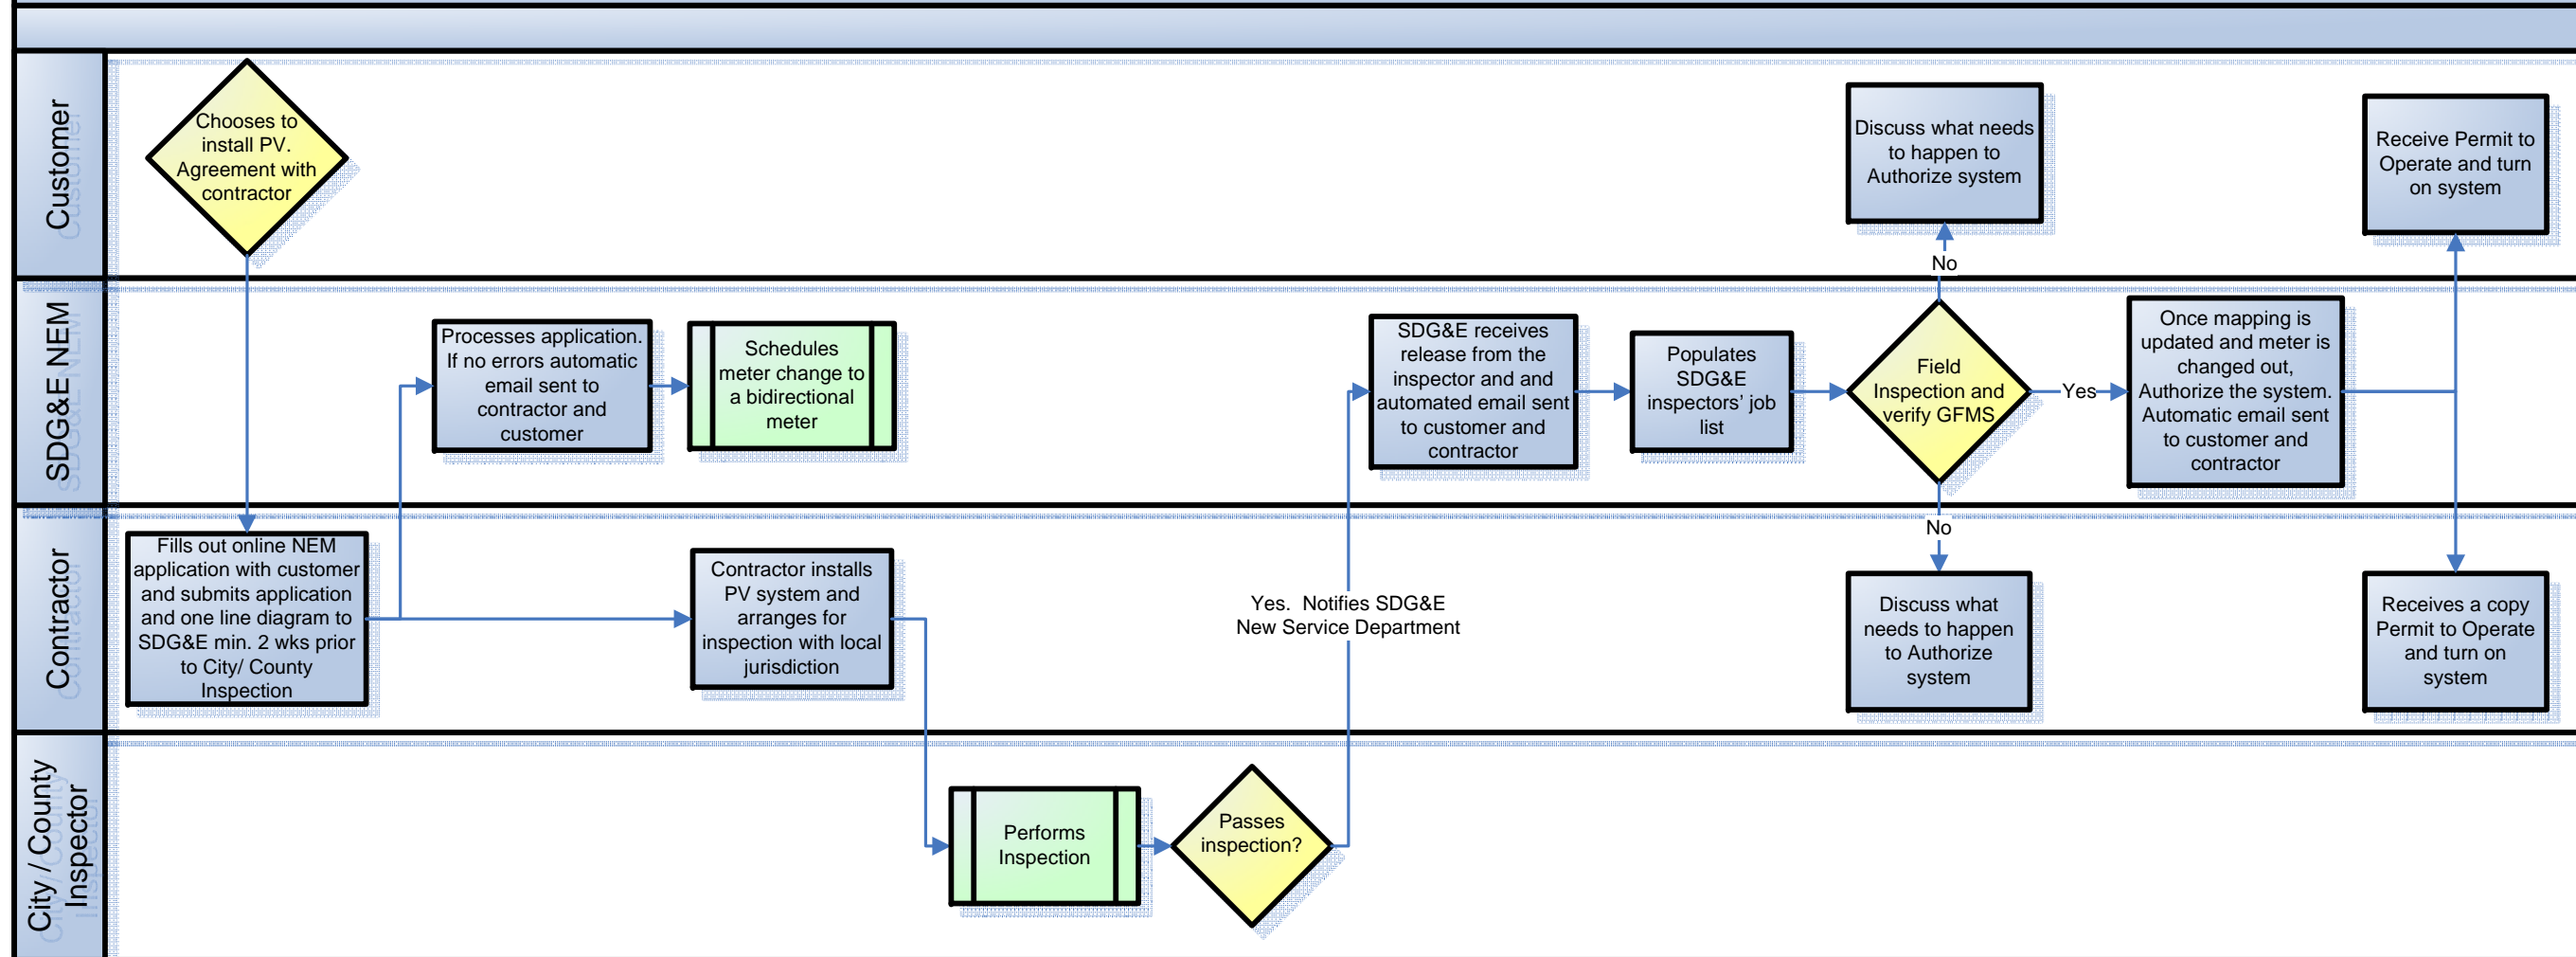 Customer
Chooses to
install PV.
Agreement with
contractor
Discuss what needs
to happen to
Authorize system
Receive Permit to
Operate and turn
on system
No
SDG&E NEM
Processes application.
If no errors automatic
email sent to
contractor and
customer
Schedules
meter change to
a bidirectional
meter
SDG&E receives
release from the
inspector and and
automated email sent
to customer and
contractor
Populates
SDG&E
inspectors' job
list
Field
Inspection and
verify GFMS
Yes
Once mapping is
updated and meter is
changed out,
Authorize the system.
Automatic email sent
to customer and
contractor
No
Contractor
Fills out online NEM
application with customer
and submits application
and one line diagram to
SDG&E min. 2 wks prior
to City/ County
Inspection
Contractor installs
PV system and
arranges for
inspection with local
jurisdiction
Yes.  Notifies SDG&E
New Service Department
Discuss what
needs to happen
to Authorize
system
Receives a copy
Permit to Operate
and turn on
system
City / County
Inspector
Performs
Inspection
Passes
inspection?